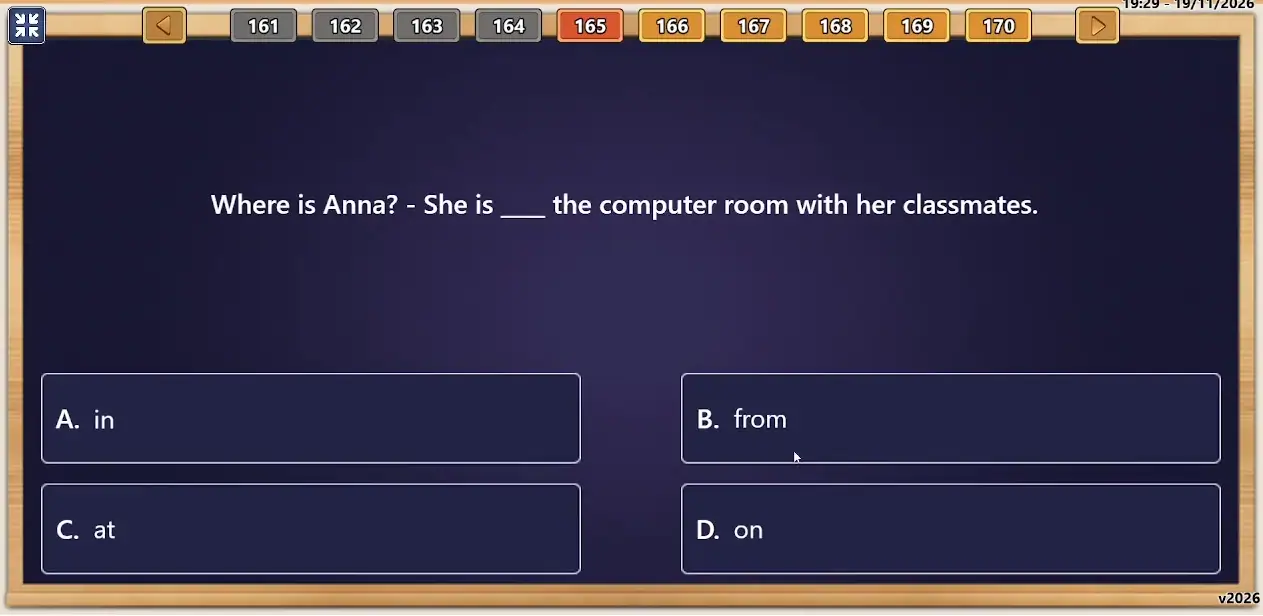 19:29 - 19/11/2026
161 162 163 164 165 166 167 168 169 170
Where is Anna? - She is ____ the computer room with her classmates.
A. in
B. from
C. at
D. on
v2026